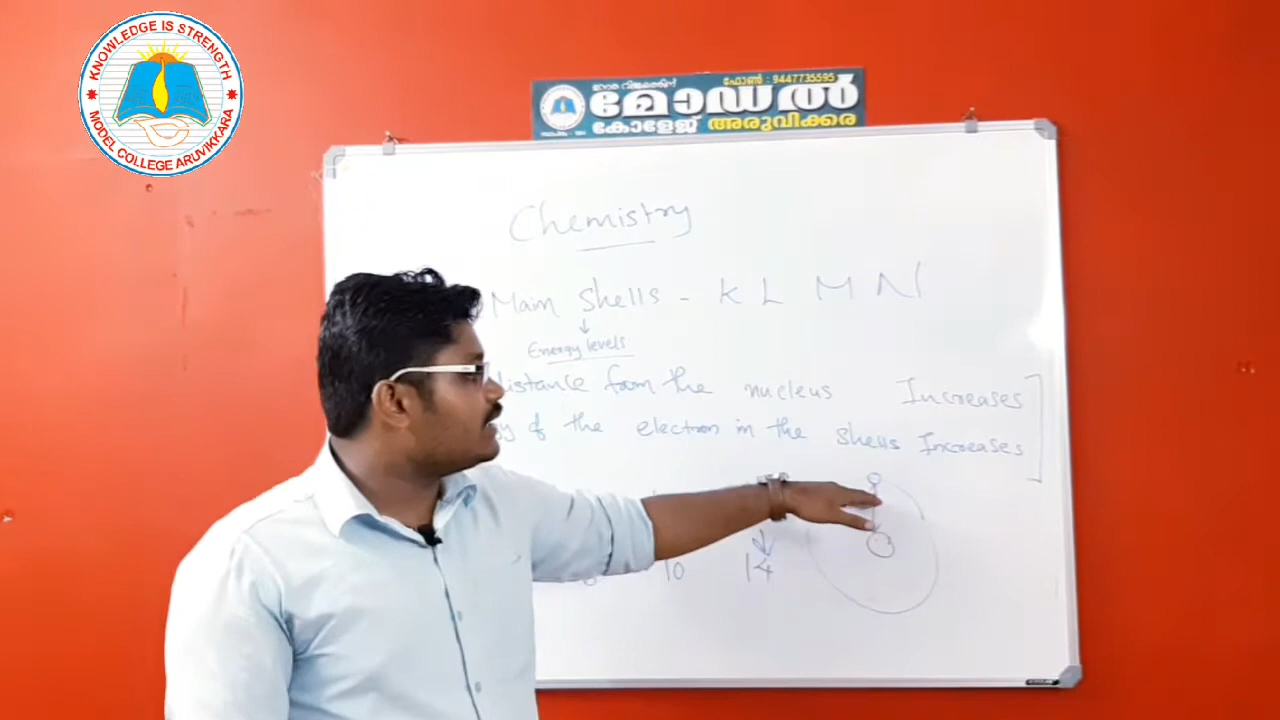 KNOWLEDGE IS STRENGTH
MODEL COLLEGE ARUVIKKARA
ഫോൺ : 9447735595
മോഡൽ
കോളേജ് അരുവിക്കര
Chemistry
Main Shells - K L M N
↓
Energy levels
distance from the nucleus Increases
of the electron in the shells Increases
10 14